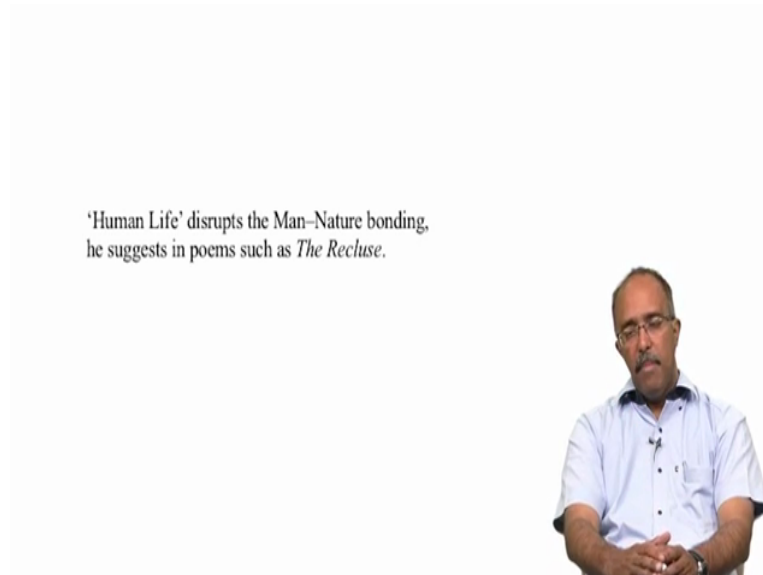 ‘Human Life’ disrupts the Man–Nature bonding,
he suggests in poems such as The Recluse.